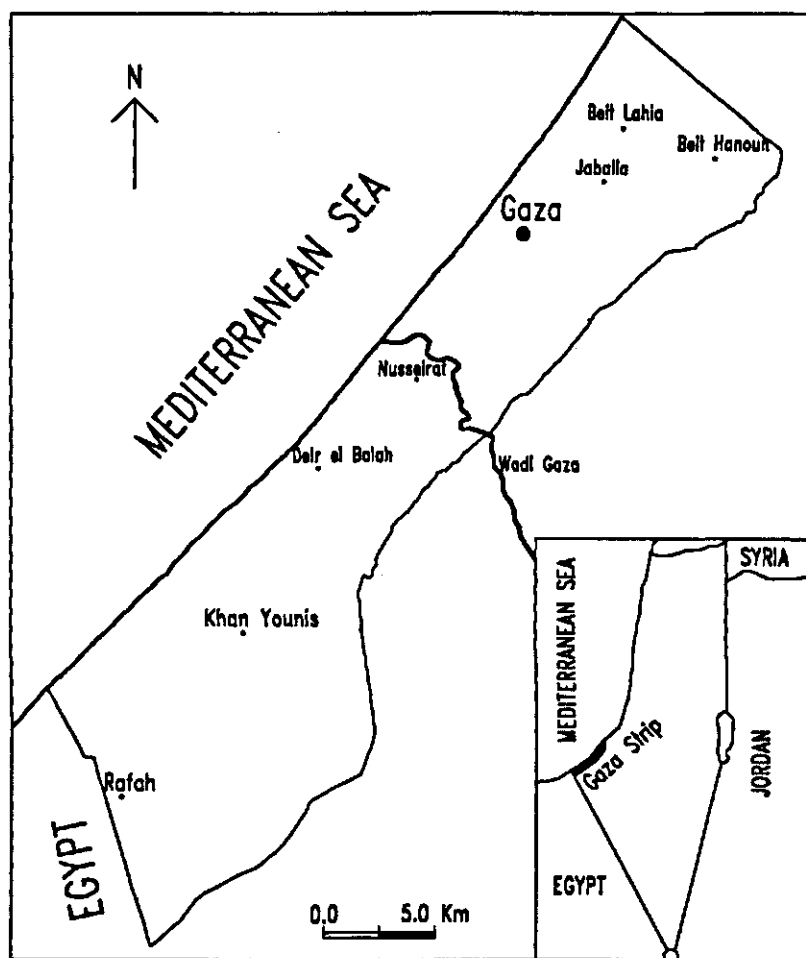 N
Beit Lahia
Beit Hanoun
Jabalia
Gaza
MEDITERRANEAN SEA
Nusseirat
Deir el Balah
Wadi Gaza
Khan Younis
Rafah
EGYPT
0.0 5.0 Km
SYRIA
MEDITERRANEAN SEA
Gaza Strip
JORDAN
EGYPT